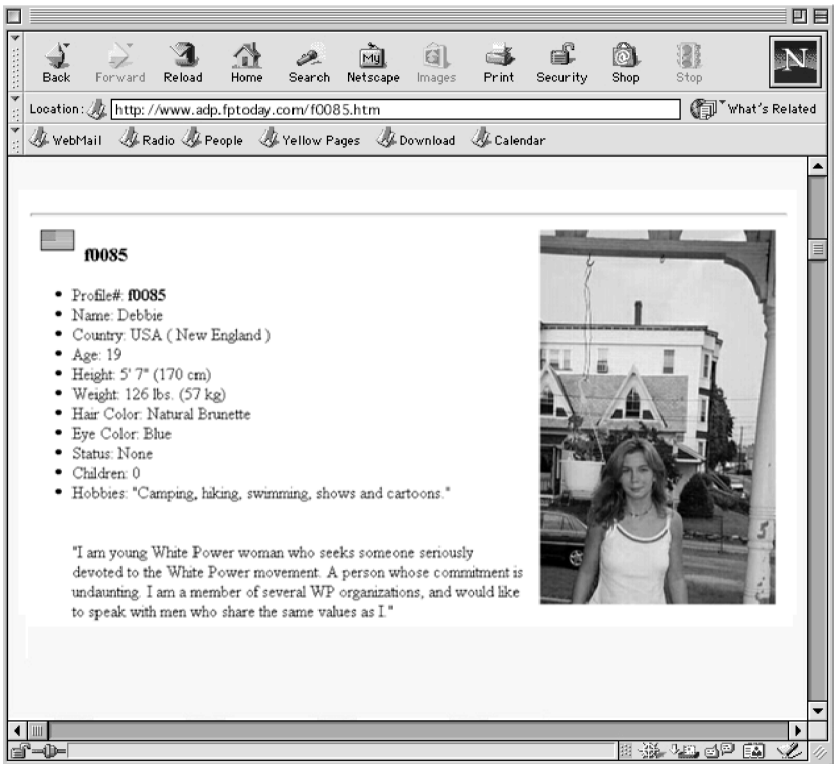 Back Forward Reload Home Search Netscape Images Print Security Shop Stop
My
N
Location: http://www.adp.fptoday.com/f0085.htm What's Related
WebMail Radio People Yellow Pages Download Calendar
f0085
• Profile#: f0085
• Name: Debbie
• Country: USA ( New England )
• Age: 19
• Height: 5' 7" (170 cm)
• Weight: 126 lbs. (57 kg)
• Hair Color: Natural Brunette
• Eye Color: Blue
• Status: None
• Children: 0
• Hobbies: "Camping, hiking, swimming, shows and cartoons."
"I am young White Power woman who seeks someone seriously
devoted to the White Power movement. A person whose commitment is
undaunting. I am a member of several WP organizations, and would like
to speak with men who share the same values as I."